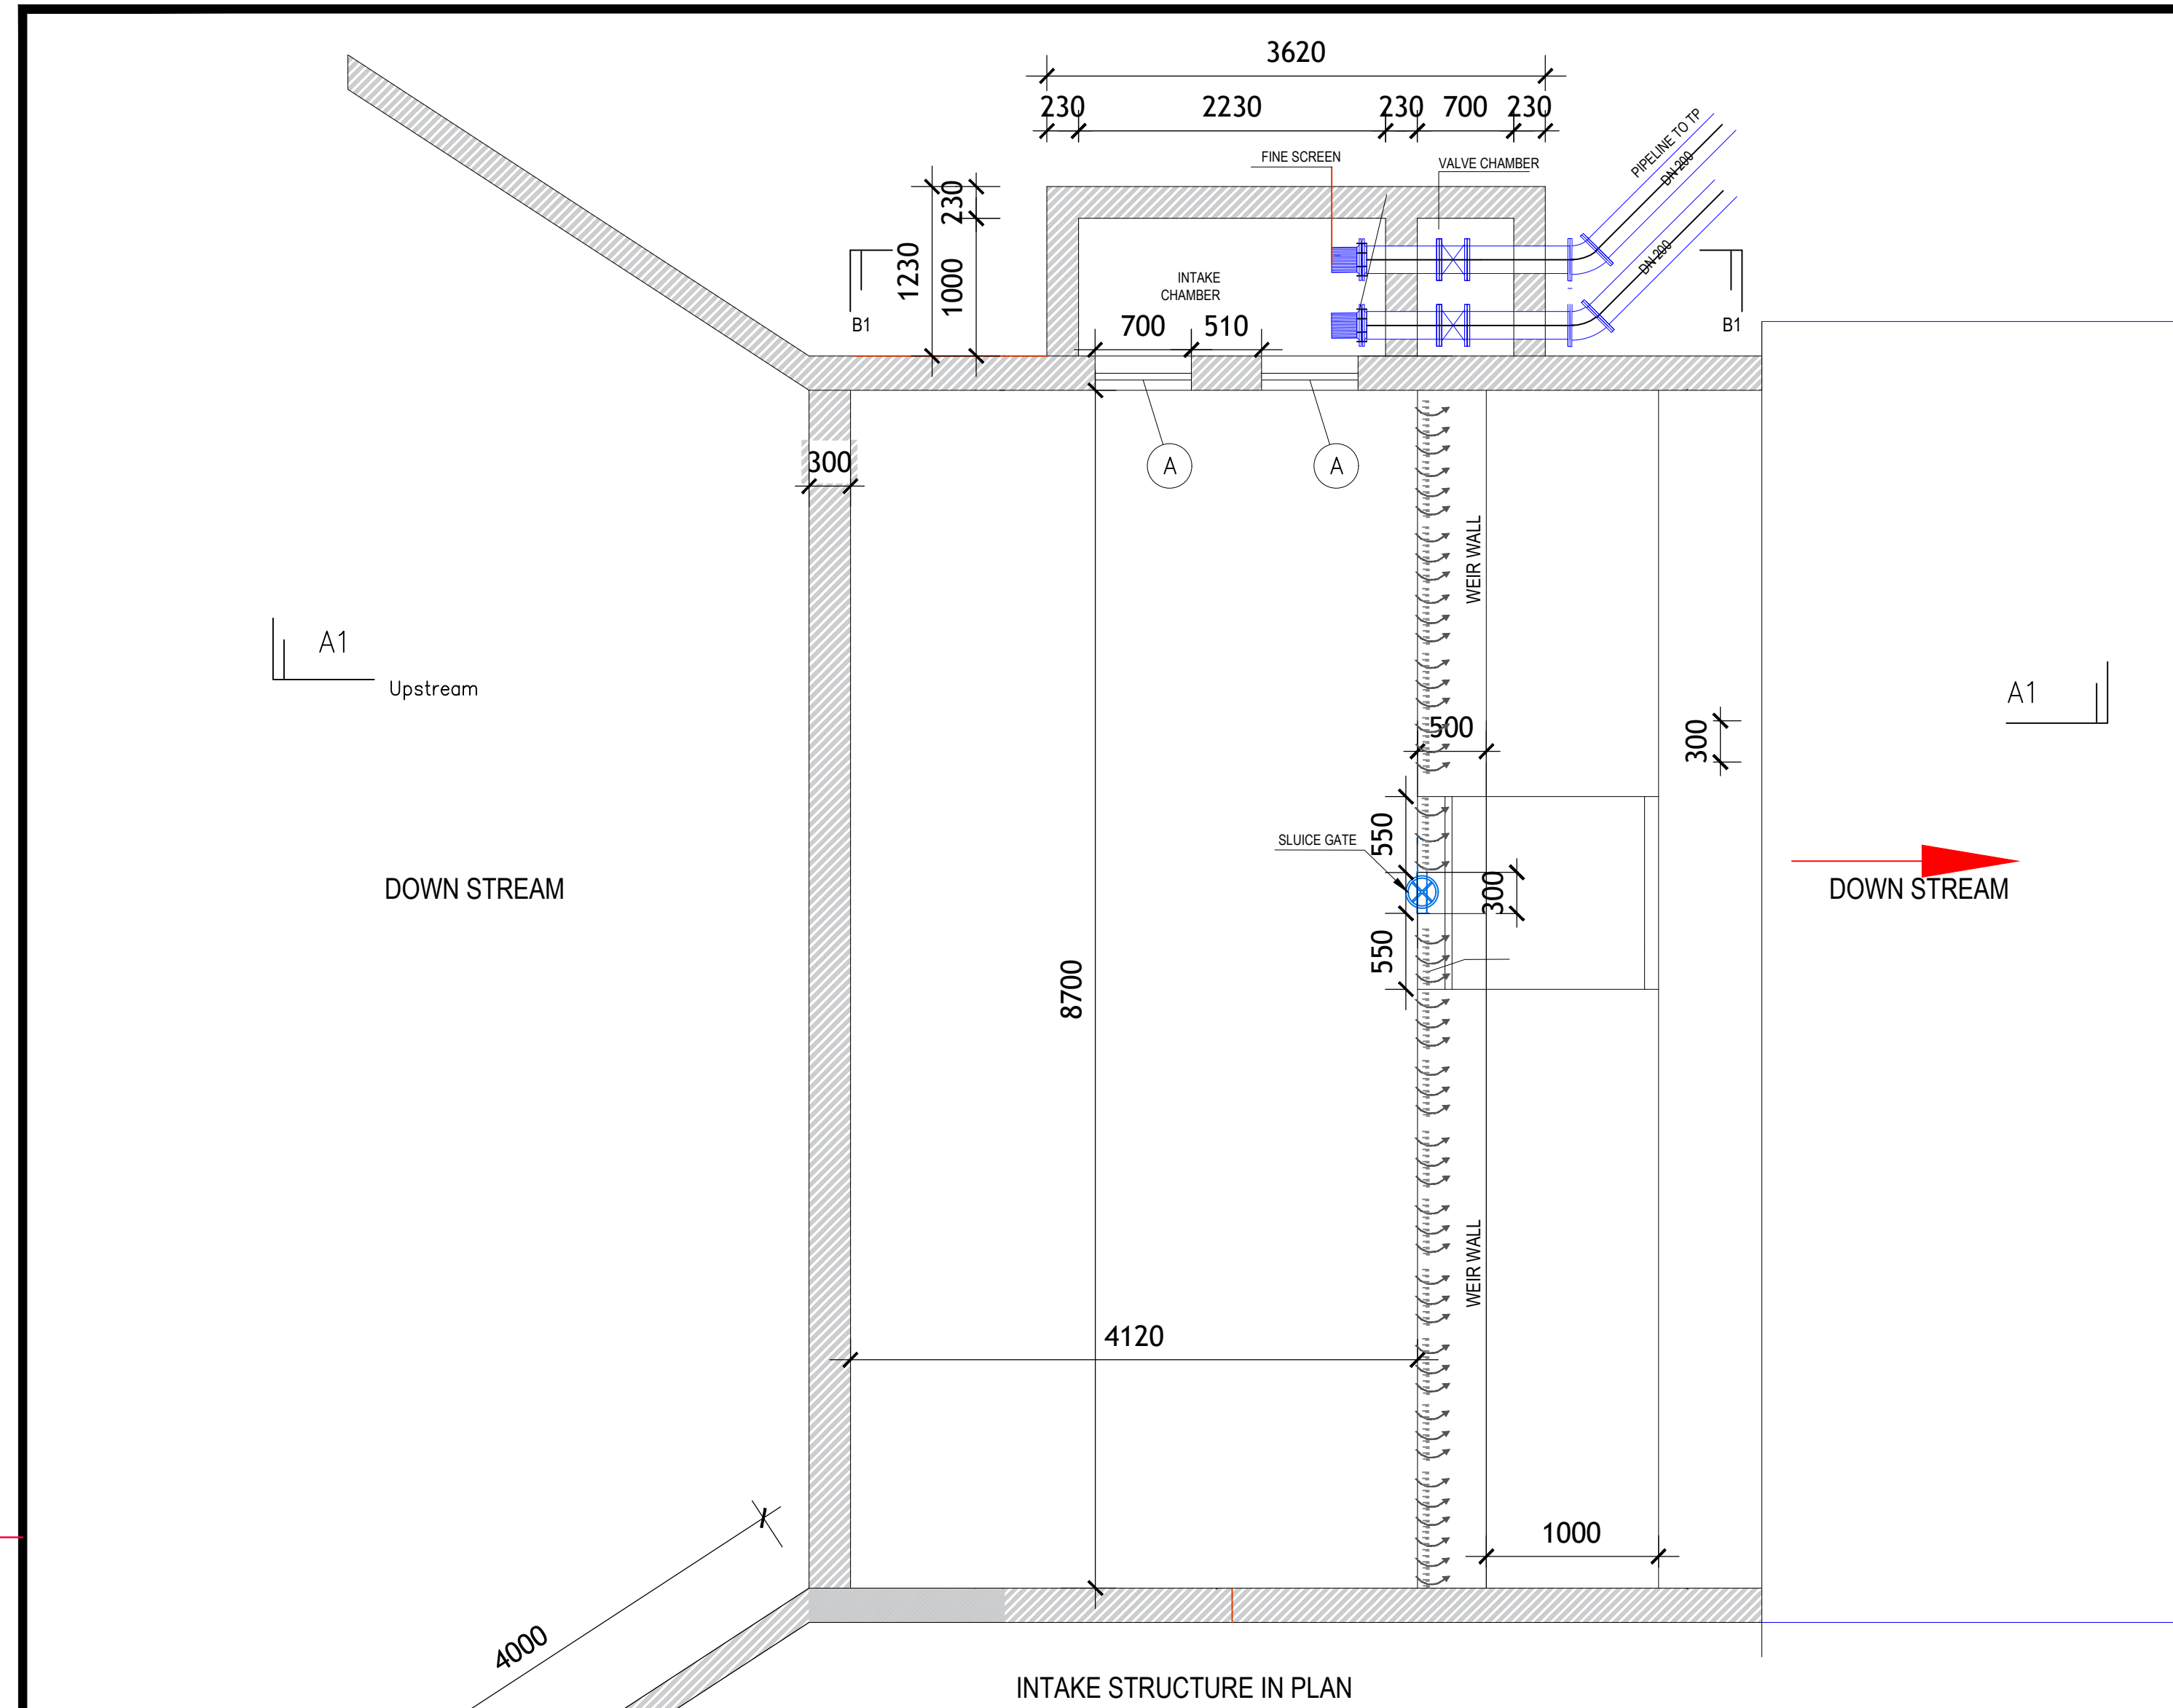 3620
230 2230 230 700 230
FINE SCREEN
VALVE CHAMBER
PIPELINE TO TP
DN 200
DN 200
230
1230
1000
INTAKE
CHAMBER
700 510
B1
B1
A
A
300
WEIR WALL
A1
Upstream
A1
500
300
550
SLUICE GATE
300
DOWN STREAM
DOWN STREAM
550
8700
WEIR WALL
4120
1000
4000
INTAKE STRUCTURE IN PLAN